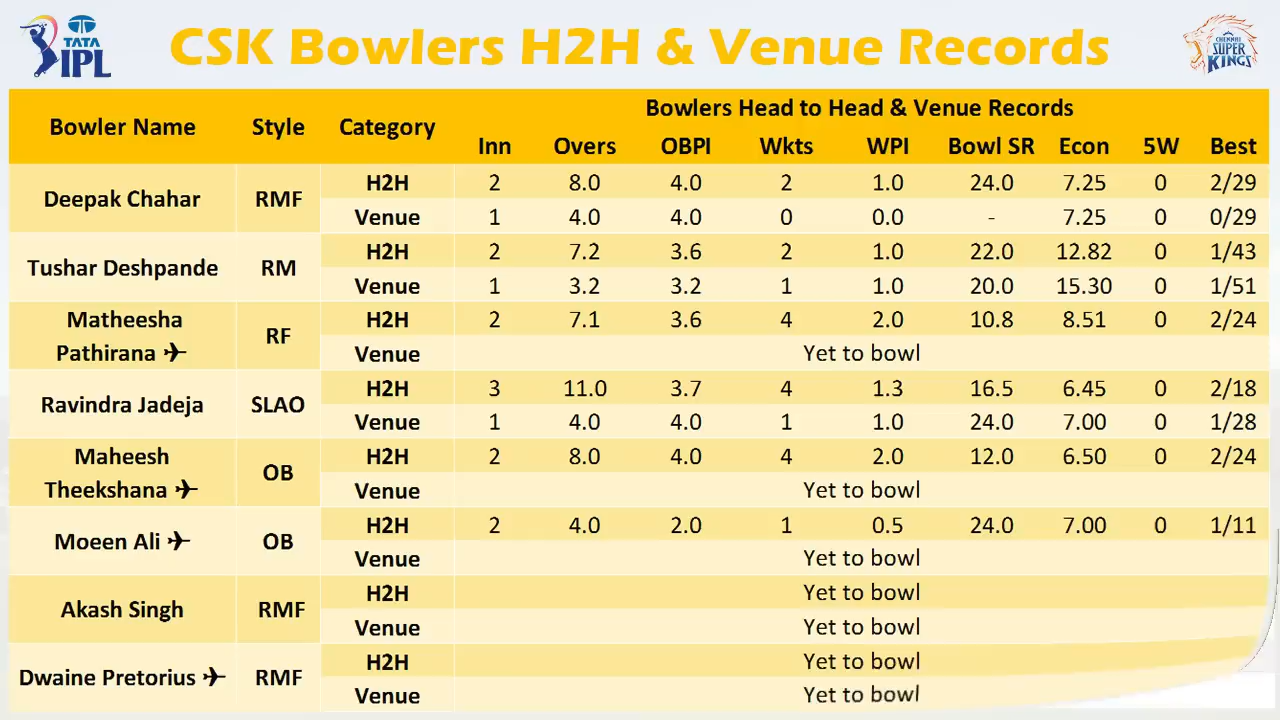 TATA
IPL
CSK Bowlers H2H & Venue Records
CHENNAI
SUPER
KINGS
Bowler Name Style Category Bowlers Head to Head & Venue Records
Inn Overs OBPI Wkts WPI Bowl SR Econ 5W Best
Deepak Chahar RMF H2H 2 8.0 4.0 2 1.0 24.0 7.25 0 2/29
Venue 1 4.0 4.0 0 0.0 - 7.25 0 0/29
Tushar Deshpande RM H2H 2 7.2 3.6 2 1.0 22.0 12.82 0 1/43
Venue 1 3.2 3.2 1 1.0 20.0 15.30 0 1/51
Matheesha
Pathirana ✈ RF H2H 2 7.1 3.6 4 2.0 10.8 8.51 0 2/24
Venue Yet to bowl
Ravindra Jadeja SLAO H2H 3 11.0 3.7 4 1.3 16.5 6.45 0 2/18
Venue 1 4.0 4.0 1 1.0 24.0 7.00 0 1/28
Maheesh
Theekshana ✈ OB H2H 2 8.0 4.0 4 2.0 12.0 6.50 0 2/24
Venue Yet to bowl
Moeen Ali ✈ OB H2H 2 4.0 2.0 1 0.5 24.0 7.00 0 1/11
Venue Yet to bowl
Akash Singh RMF H2H Yet to bowl
Venue Yet to bowl
Dwaine Pretorius ✈ RMF H2H Yet to bowl
Venue Yet to bowl